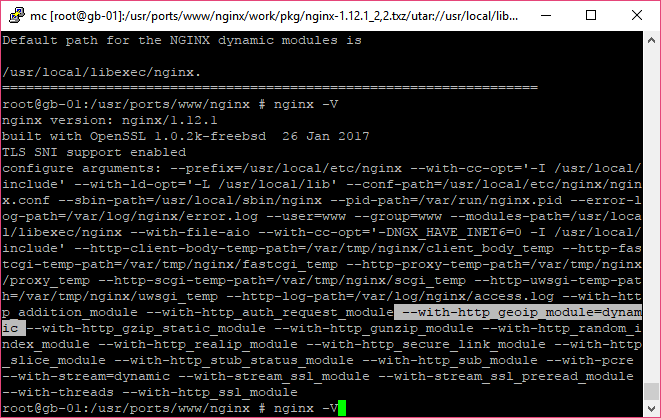 mc [root@gb-01]:/usr/ports/www/nginx/work/pkg/nginx-1.12.1_2,2.txz/utar://usr/local/lib...
Default path for the NGINX dynamic modules is
/usr/local/libexec/nginx.
===================================================================
root@gb-01:/usr/ports/www/nginx # nginx -V
nginx version: nginx/1.12.1
built with OpenSSL 1.0.2k-freebsd  26 Jan 2017
TLS SNI support enabled
configure arguments: --prefix=/usr/local/etc/nginx --with-cc-opt='-I /usr/local/
include' --with-ld-opt='-L /usr/local/lib' --conf-path=/usr/local/etc/nginx/ngin
x.conf --sbin-path=/usr/local/sbin/nginx --pid-path=/var/run/nginx.pid --error-l
og-path=/var/log/nginx/error.log --user=www --group=www --modules-path=/usr/loca
l/libexec/nginx --with-file-aio --with-cc-opt='-DNGX_HAVE_INET6=0 -I /usr/local/
include' --http-client-body-temp-path=/var/tmp/nginx/client_body_temp --http-fas
tcgi-temp-path=/var/tmp/nginx/fastcgi_temp --http-proxy-temp-path=/var/tmp/nginx
/proxy_temp --http-scgi-temp-path=/var/tmp/nginx/scgi_temp --http-uwsgi-temp-pat
h=/var/tmp/nginx/uwsgi_temp --http-log-path=/var/log/nginx/access.log --with-htt
p_addition_module --with-http_auth_request_module --with-http_geoip_module=dynam
ic --with-http_gzip_static_module --with-http_gunzip_module --with-http_random_i
ndex_module --with-http_realip_module --with-http_secure_link_module --with-http
_slice_module --with-http_stub_status_module --with-http_sub_module --with-pcre
--with-stream=dynamic --with-stream_ssl_module --with-stream_ssl_preread_module
--with-threads --with-http_ssl_module
root@gb-01:/usr/ports/www/nginx # nginx -V